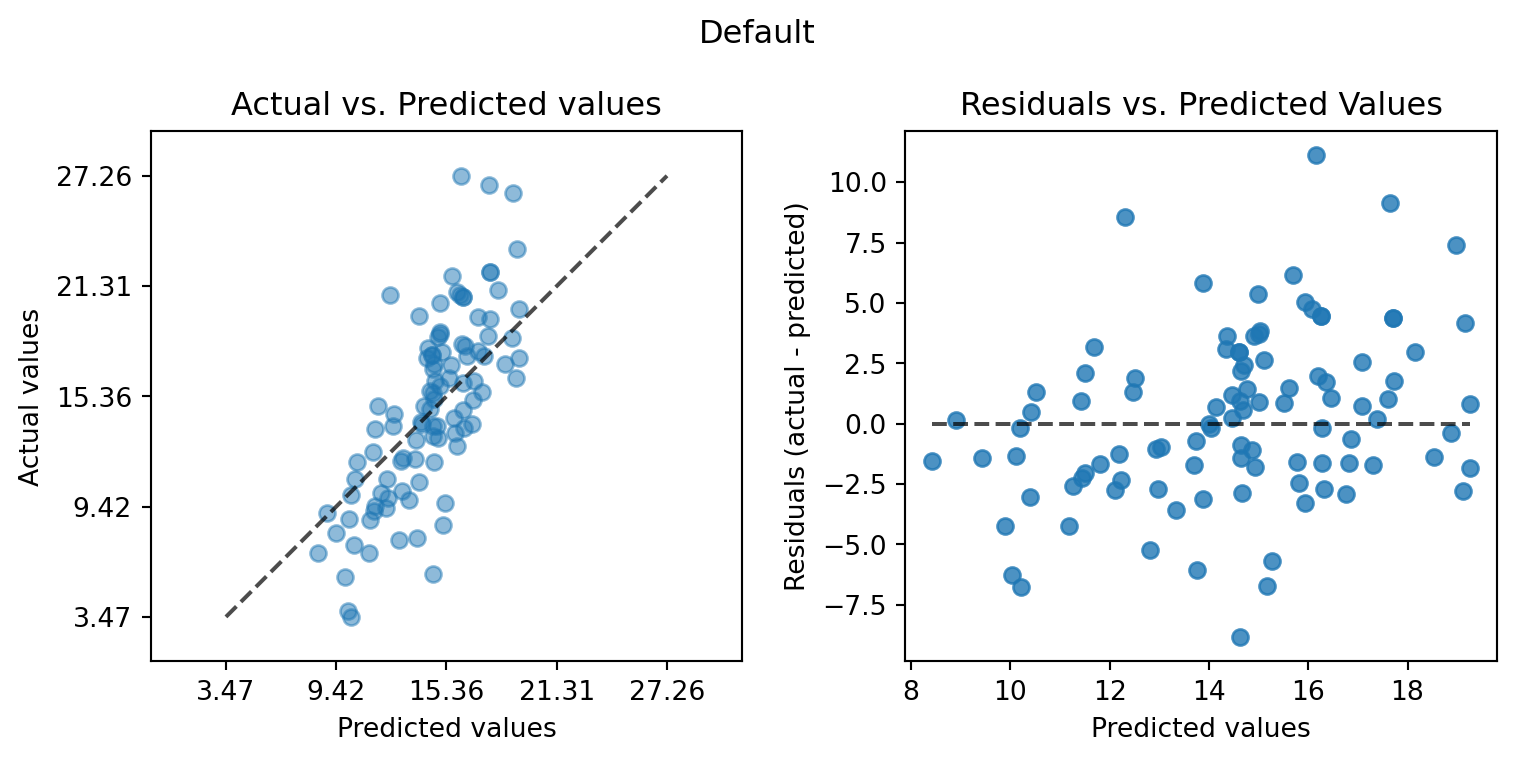 Default
Actual vs. Predicted values
Actual values
27.26
21.31
15.36
9.42
3.47
3.47 9.42 15.36 21.31 27.26
Predicted values
Residuals vs. Predicted Values
Residuals (actual - predicted)
10.0
7.5
5.0
2.5
0.0
−2.5
−5.0
−7.5
8 10 12 14 16 18
Predicted values